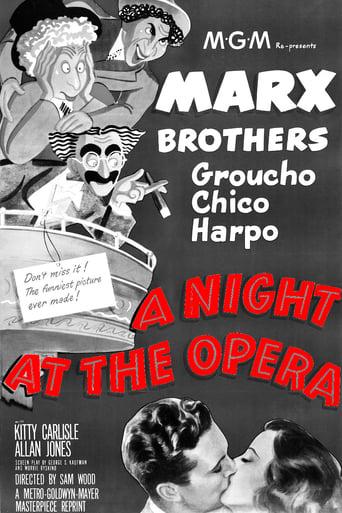 M-G-M Re-presents
MARX
BROTHERS
Groucho
Chico
Harpo
Don't miss it!
The funniest picture
ever made!
A NIGHT
AT THE OPERA
WITH
KITTY CARLISLE
ALLAN JONES
SCREEN PLAY BY GEORGE S. KAUFMAN
AND MORRIE RYSKIND
DIRECTED BY SAM WOOD
A METRO-GOLDWYN-MAYER
MASTERPIECE REPRINT